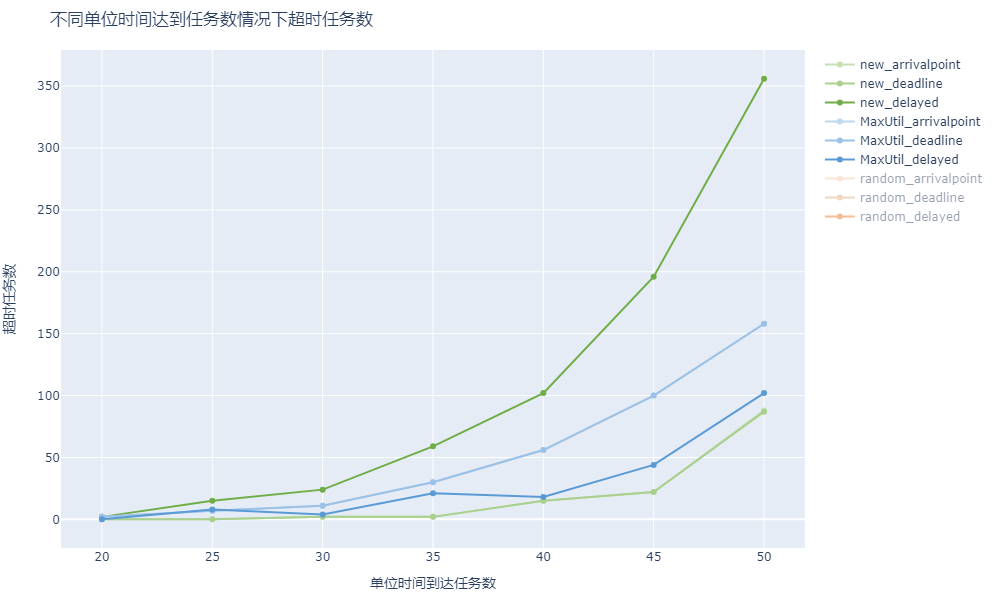 不同单位时间达到任务数情况下超时任务数
超时任务数
350
300
250
200
150
100
50
0
20 25 30 35 40 45 50
单位时间到达任务数
new_arrivalpoint
new_deadline
new_delayed
MaxUtil_arrivalpoint
MaxUtil_deadline
MaxUtil_delayed
random_arrivalpoint
random_deadline
random_delayed